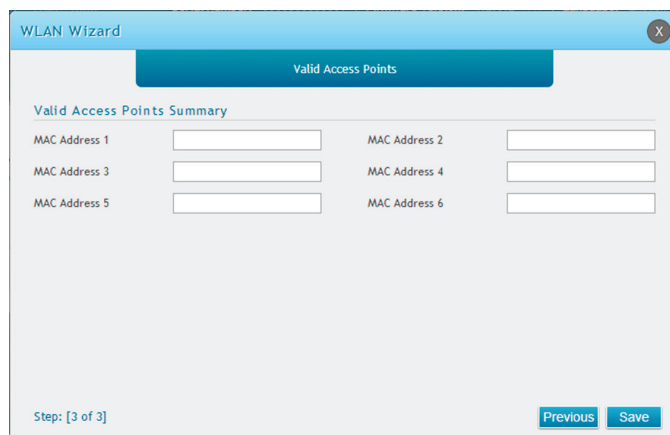 WLAN Wizard
X
Valid Access Points
Valid Access Points Summary
MAC Address 1
MAC Address 2
MAC Address 3
MAC Address 4
MAC Address 5
MAC Address 6
Step: [3 of 3]
Previous
Save